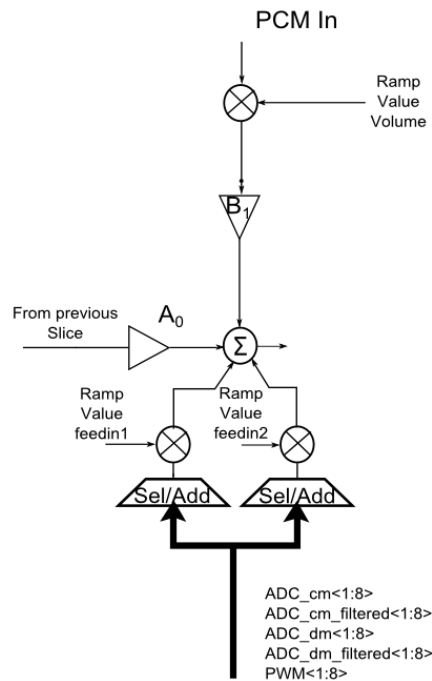 PCM In
Ramp
Value
Volume
B1
From previous
Slice
A0
Σ
Ramp
Value
feedin1
Ramp
Value
feedin2
Sel/Add
Sel/Add
ADC_cm<1:8>
ADC_cm_filtered<1:8>
ADC_dm<1:8>
ADC_dm_filtered<1:8>
PWM<1:8>